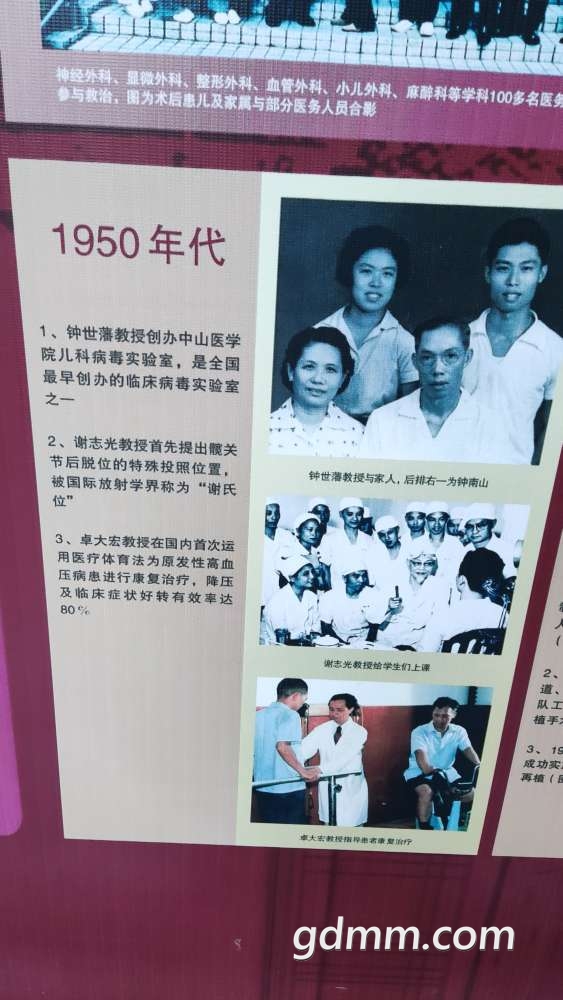 神经外科、显微外科、整形外科、血管外科、小儿外科、麻醉科等学科100多名医务
参与救治，图为术后患儿及家属与部分医务人员合影
1950年代
1、钟世藩教授创办中山医学
院儿科病毒实验室，是全国
最早创办的临床病毒实验室
之一
2、谢志光教授首先提出髋关
节后脱位的特殊投照位置，
被国际放射学界称为“谢氏
位”
3、卓大宏教授在国内首次运
用医疗体育法为原发性高血
压病患进行康复治疗，降压
及临床症状好转有效率达
80%
钟世藩教授与家人，后排右一为钟南山
谢志光教授给学生们上课
卓大宏教授指导患者康复治疗
人
（
2、
道、
队工
植手
3、19
成功实
再植（
gdmm.com